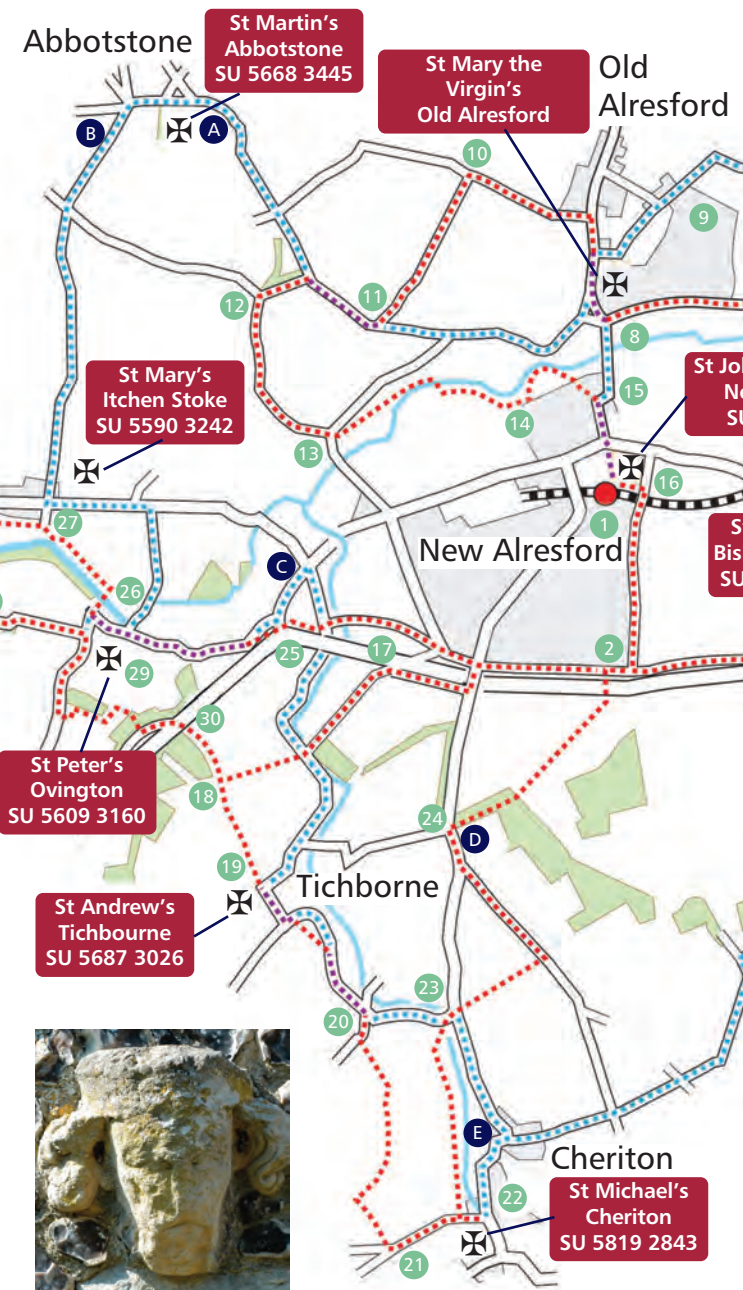 Abbotstone
St Martin's
Abbotstone
SU 5668 3445
St Mary the
Virgin's
Old Alresford
Old
Alresford
B
A
10
9
11
12
8
St Mary's
Itchen Stoke
SU 5590 3242
15
14
13
16
1
27
New Alresford
C
26
2
25
17
29
30
St Peter's
Ovington
SU 5609 3160
18
24
D
19
Tichborne
St Andrew's
Tichbourne
SU 5687 3026
23
20
E
Cheriton
22
St Michael's
Cheriton
SU 5819 2843
21